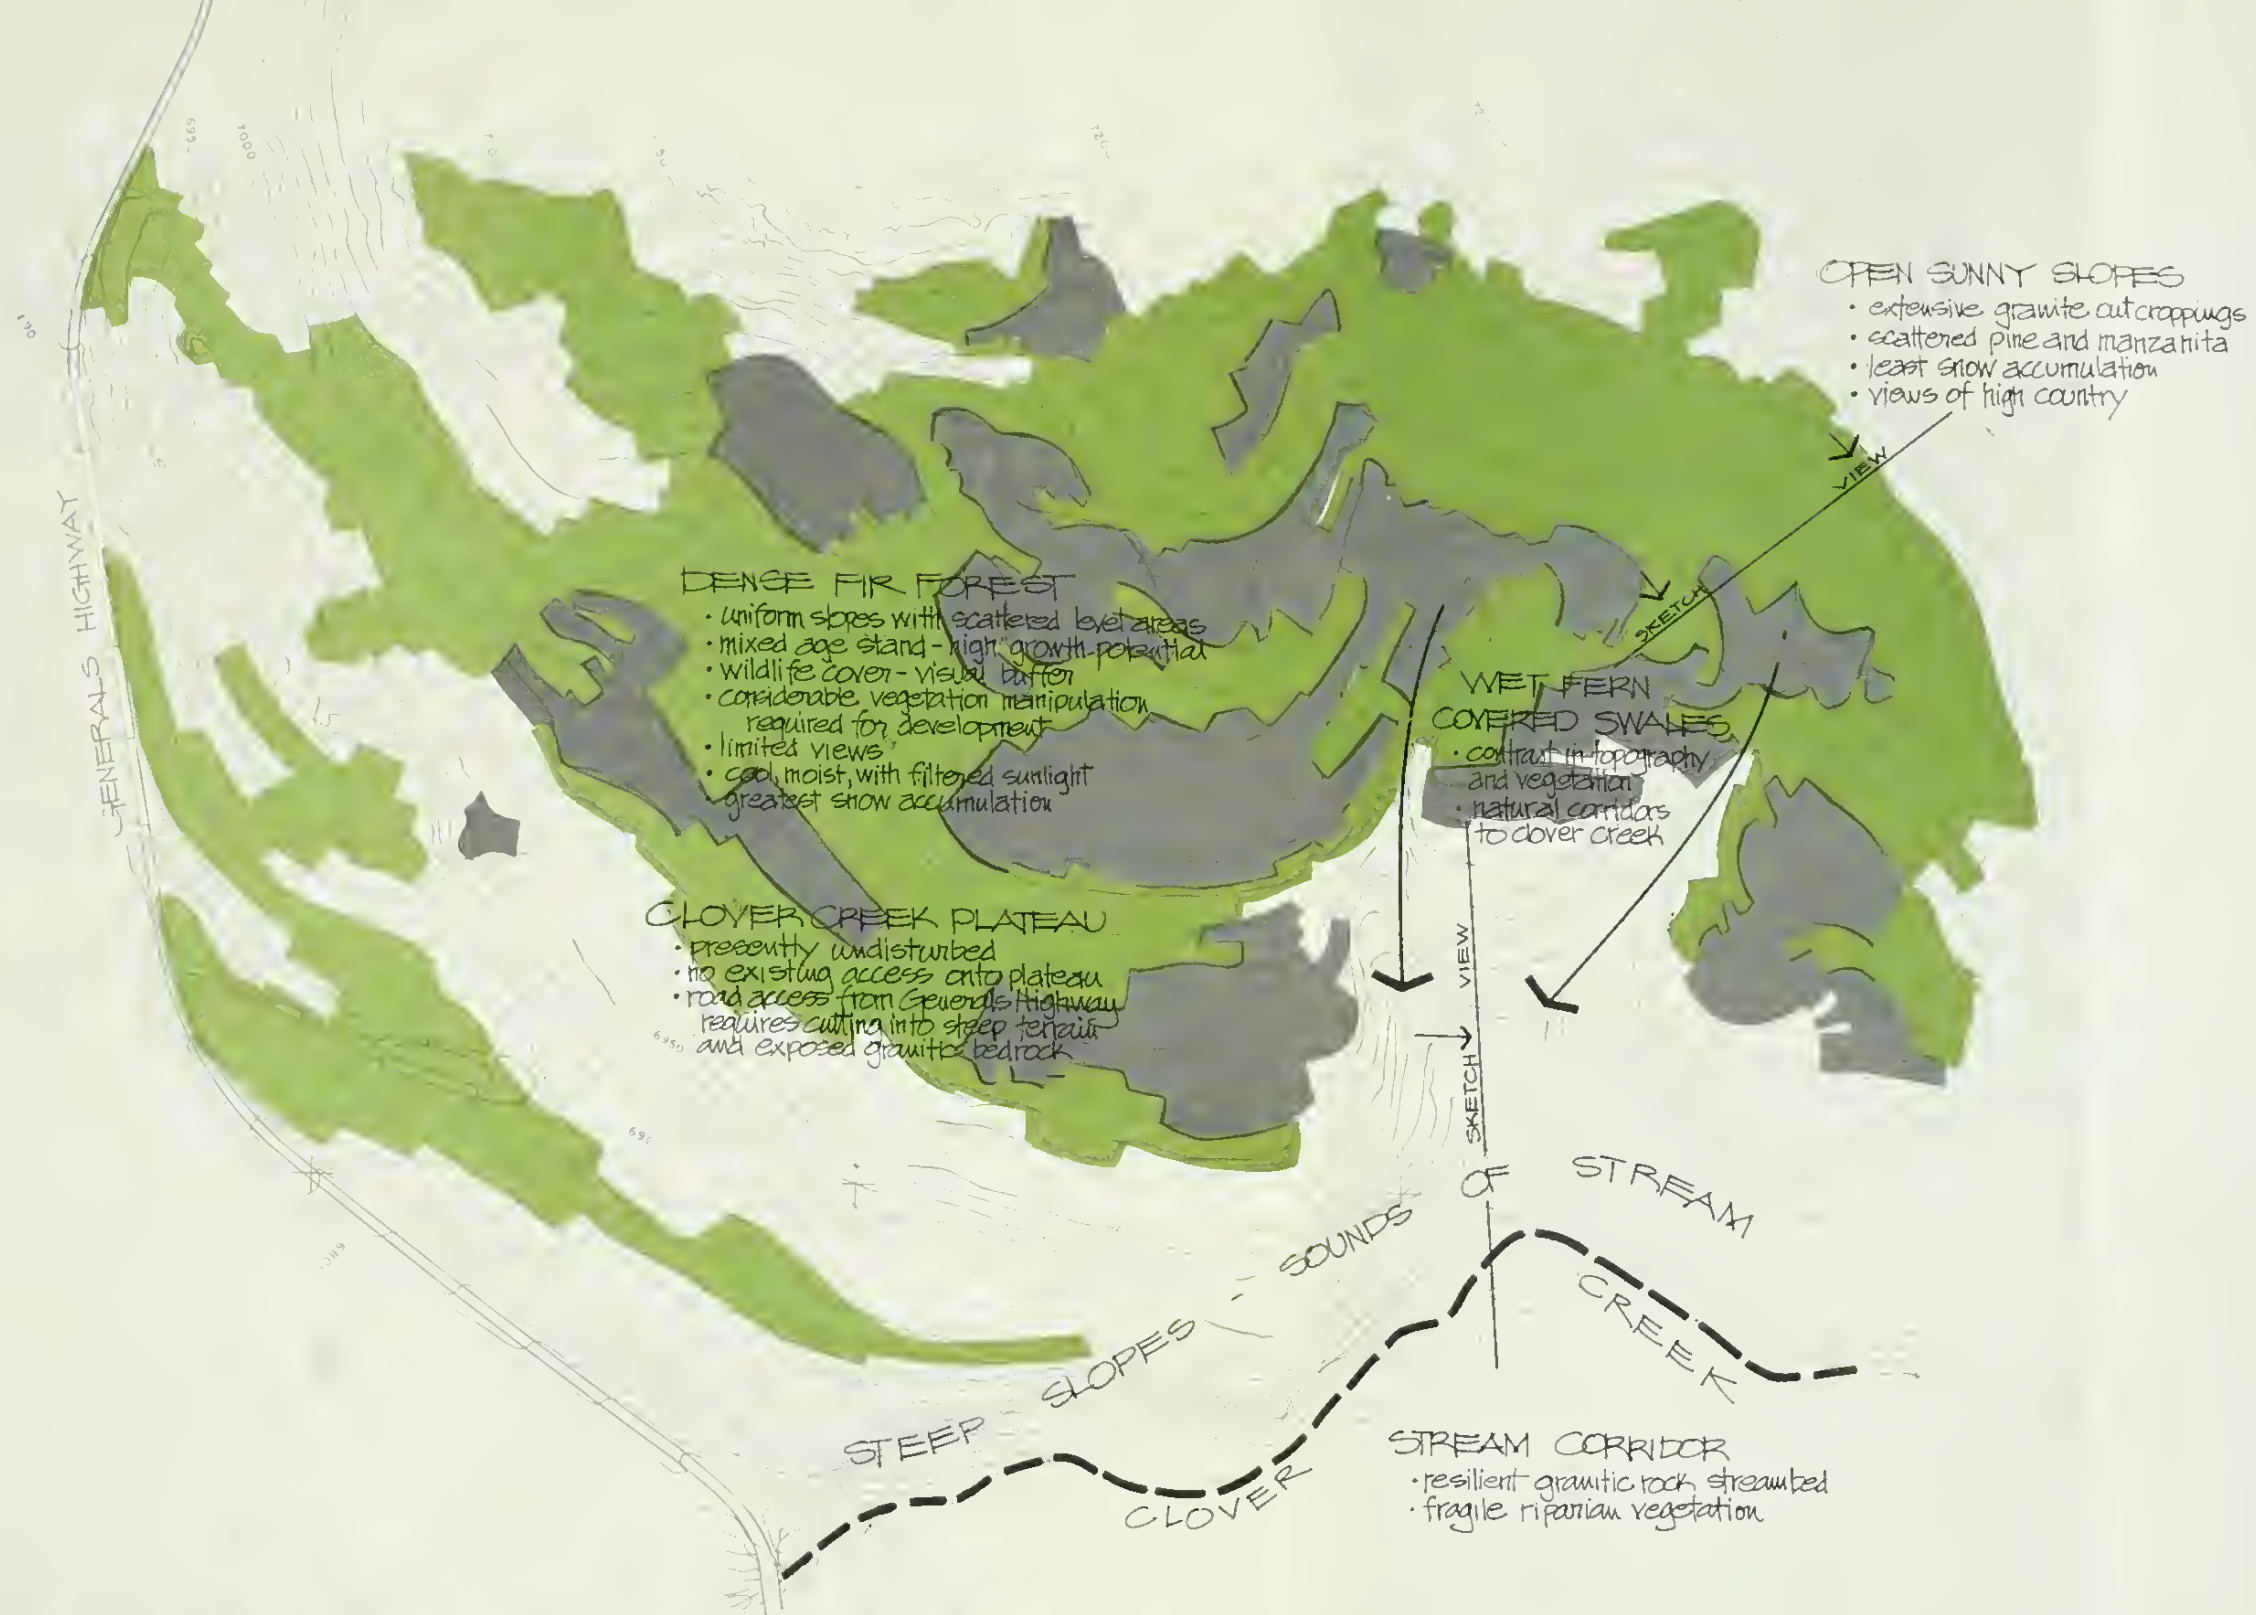 OPEN SUNNY SLOPES
• extensive granite outcroppings
• scattered pine and manzanita
• least snow accumulation
• views of high country
VIEW
SKETCH
GENERALS HIGHWAY
DENSE FIR FOREST
• uniform slopes with scattered level areas
• mixed age stand - high growth potential
• wildlife cover - visual buffer
• considerable vegetation manipulation
required for development
• limited views
• cool, moist, with filtered sunlight
• greatest snow accumulation
WET FERN
COVERED SWALES
• contrast in topography
and vegetation
• natural corridors
to clover creek
CLOVER CREEK PLATEAU
• presently undisturbed
• no existing access onto plateau
• road access from Generals Highway
requires cutting into steep terrain
and exposed granitic bedrock
VIEW
SKETCH
STEEP SLOPES - SOUNDS OF STREAM
CLOVER CREEK
STREAM CORRIDOR
• resilient granitic rock streambed
• fragile riparian vegetation
7000